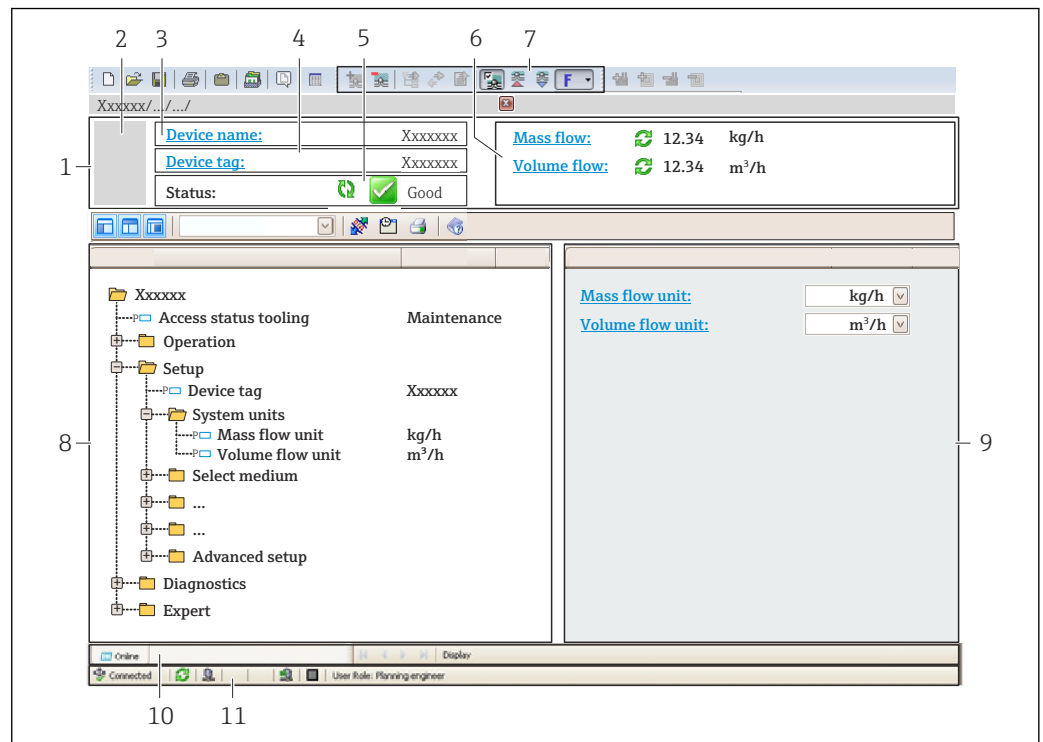 2 3 4 5 6 7
F
Xxxxxx/.../.../
1
Device name: Xxxxxxx
Device tag: Xxxxxxx
Status: Good
Mass flow: 12.34 kg/h
Volume flow: 12.34 m³/h
Xxxxxx
P Access status tooling Maintenance
Operation
Setup
P Device tag Xxxxxx
System units
P Mass flow unit kg/h
P Volume flow unit m³/h
Select medium
...
...
Advanced setup
Diagnostics
Expert
Mass flow unit: kg/h
Volume flow unit: m³/h
8
9
Online Display
Connected User Role: Planning engineer
10 11